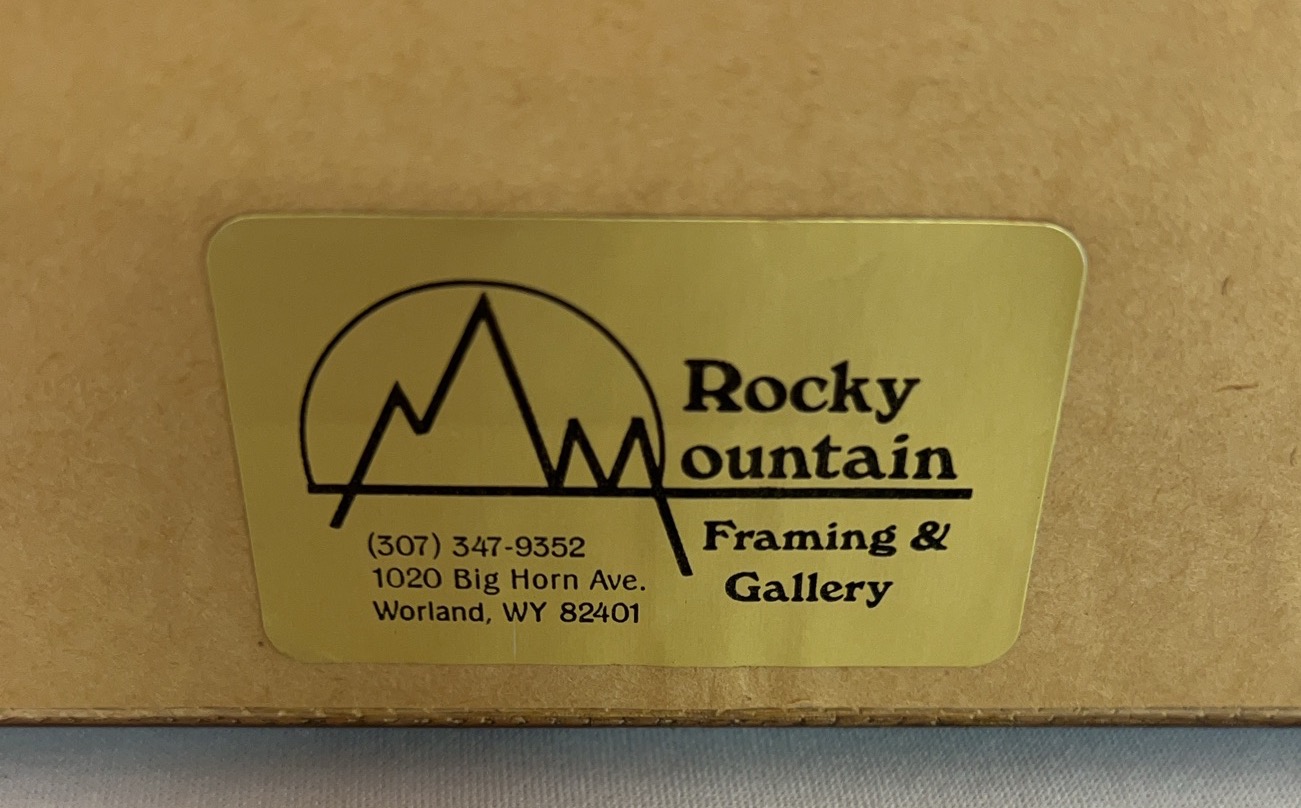 Rocky
Mountain
Framing &
Gallery
(307) 347-9352
1020 Big Horn Ave.
Worland, WY 82401